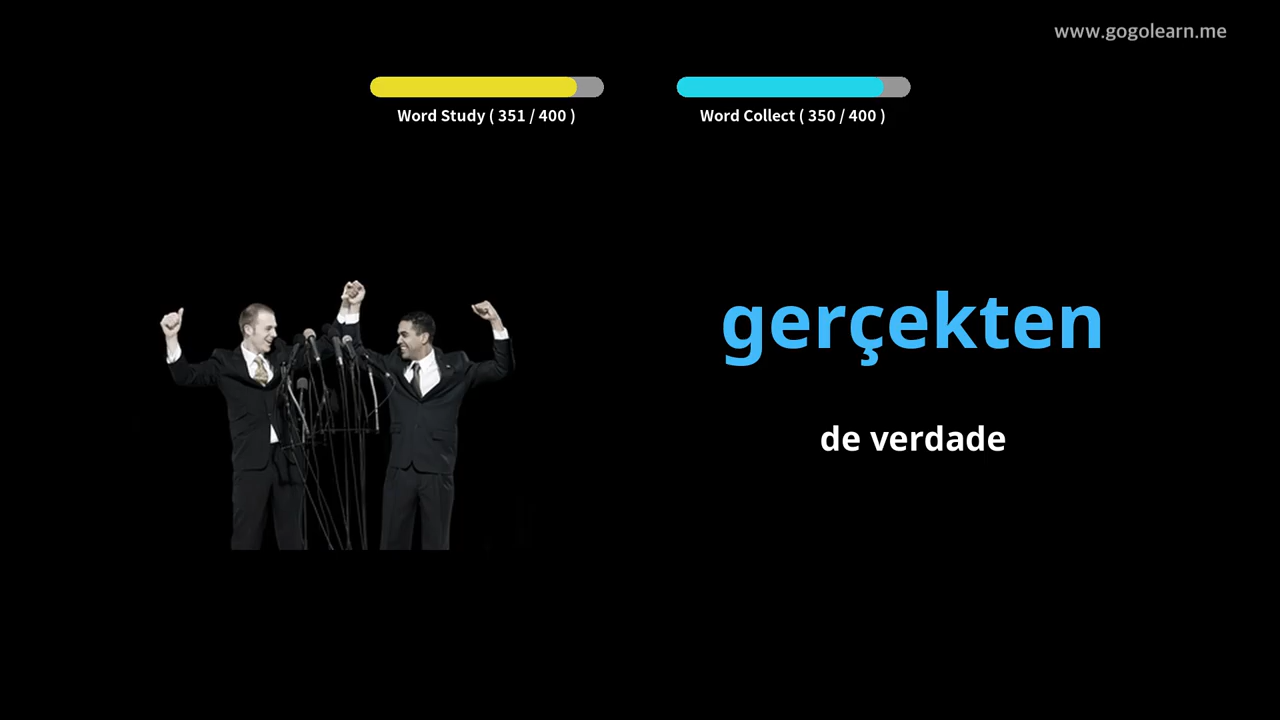 www.gogolearn.me
Word Study ( 351 / 400 )
Word Collect ( 350 / 400 )
gerçekten
de verdade